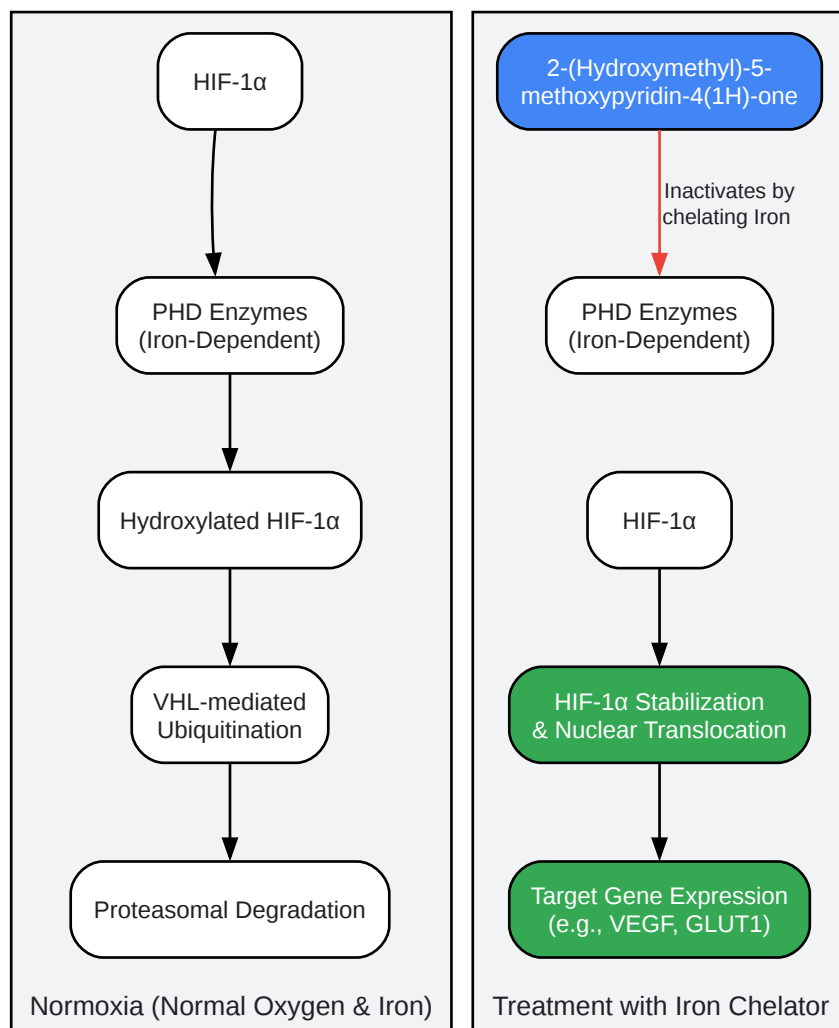 HIF-1α
PHD Enzymes
(Iron-Dependent)
Hydroxylated HIF-1α
VHL-mediated
Ubiquitination
Proteasomal Degradation
Normoxia (Normal Oxygen & Iron)
2-(Hydroxymethyl)-5-
methoxypyridin-4(1H)-one
Inactivates by
chelating Iron
PHD Enzymes
(Iron-Dependent)
HIF-1α
HIF-1α Stabilization
& Nuclear Translocation
Target Gene Expression
(e.g., VEGF, GLUT1)
Treatment with Iron Chelator